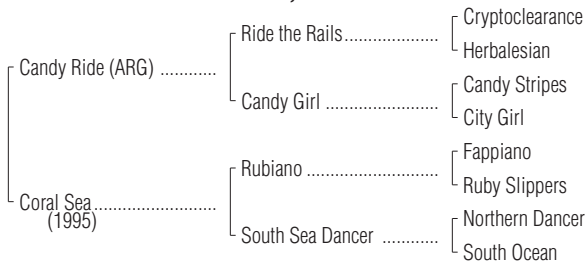 Cryptoclearance
Ride the Rails....................
Herbalesian
Candy Ride (ARG) ............
Candy Stripes
Candy Girl ........................
City Girl
Fappiano
Rubiano ............................
Ruby Slippers
Coral Sea..........................
(1995)
Northern Dancer
South Sea Dancer ............
South Ocean